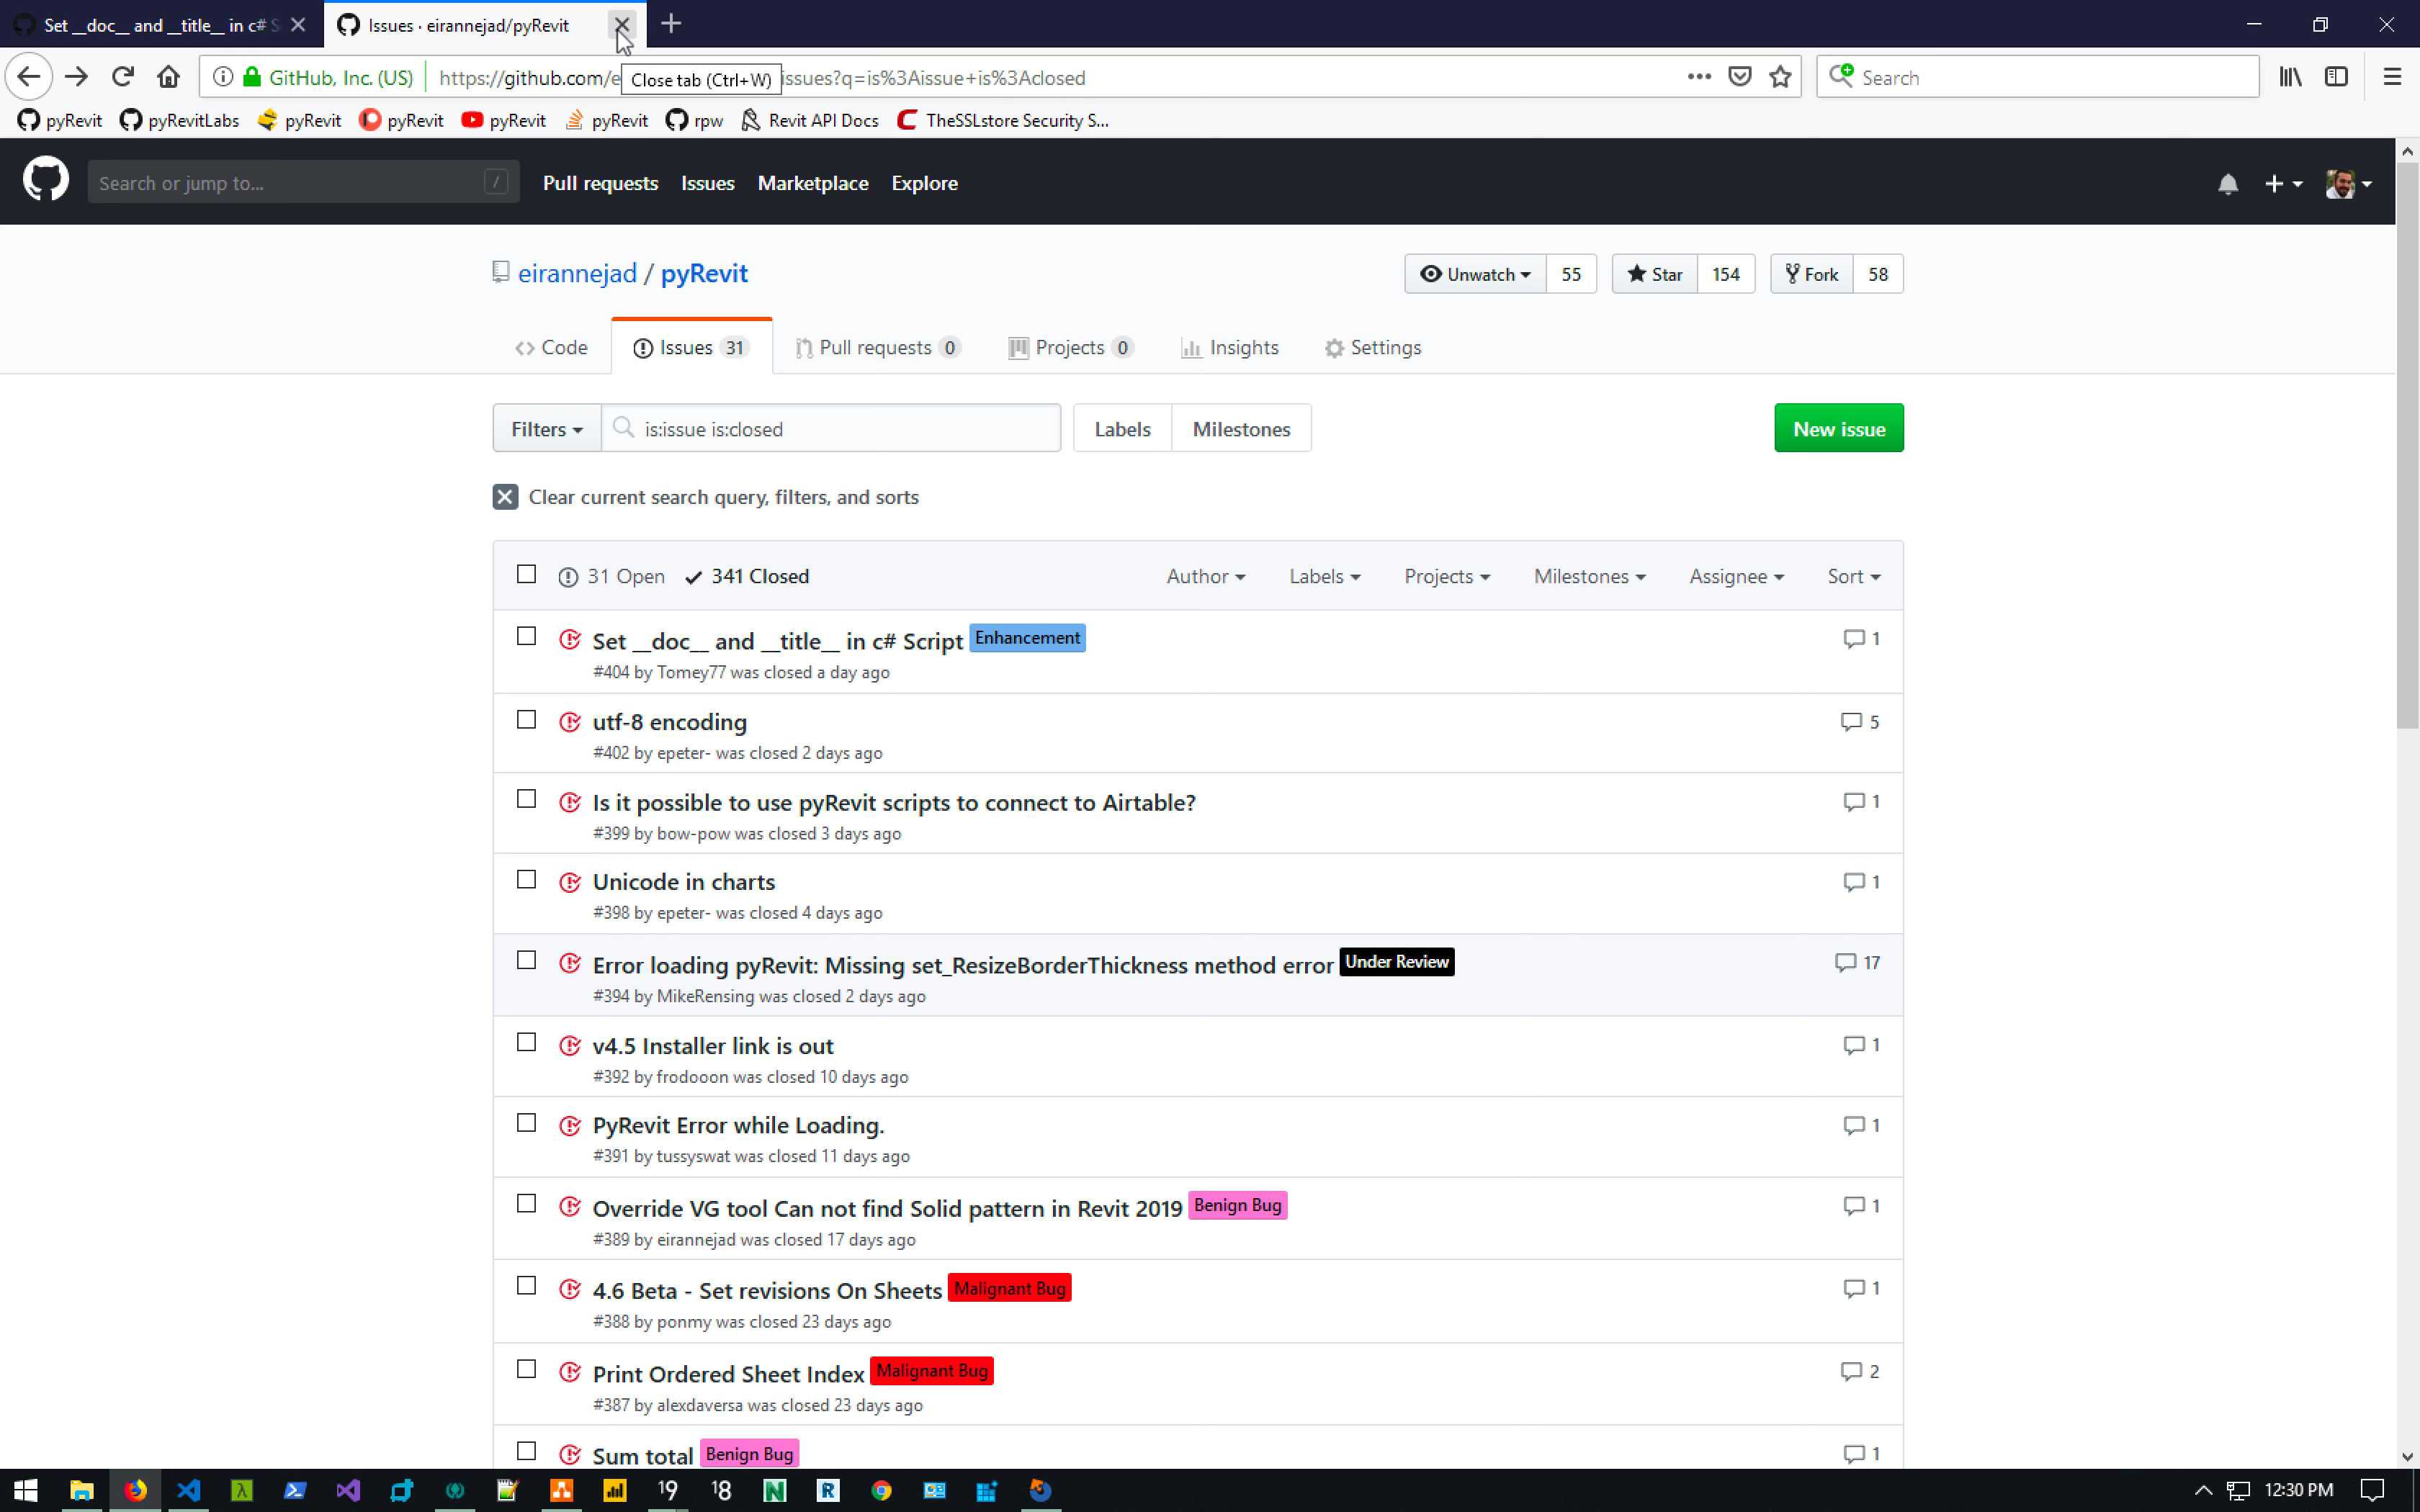 Set __doc__ and __title__ in c# S
Issues · eirannejad/pyRevit
GitHub, Inc. (US)
https://github.com/e
Close tab (Ctrl+W)
issues?q=is%3Aissue+is%3Aclosed
Search
pyRevit
pyRevitLabs
pyRevit
pyRevit
pyRevit
pyRevit
rpw
Revit API Docs
TheSSLstore Security S...
Search or jump to...
/
Pull requests
Issues
Marketplace
Explore
eirannejad / pyRevit
Unwatch 55
Star 154
Fork 58
Code
Issues 31
Pull requests 0
Projects 0
Insights
Settings
Filters
is:issue is:closed
Labels
Milestones
New issue
Clear current search query, filters, and sorts
31 Open
341 Closed
Author
Labels
Projects
Milestones
Assignee
Sort
Set __doc__ and __title__ in c# Script Enhancement 1
#404 by Tomey77 was closed a day ago
utf-8 encoding 5
#402 by epeter- was closed 2 days ago
Is it possible to use pyRevit scripts to connect to Airtable? 1
#399 by bow-pow was closed 3 days ago
Unicode in charts 1
#398 by epeter- was closed 4 days ago
Error loading pyRevit: Missing set_ResizeBorderThickness method error Under Review 17
#394 by MikeRensing was closed 2 days ago
v4.5 Installer link is out 1
#392 by frodooon was closed 10 days ago
PyRevit Error while Loading. 1
#391 by tussyswat was closed 11 days ago
Override VG tool Can not find Solid pattern in Revit 2019 Benign Bug 1
#389 by eirannejad was closed 17 days ago
4.6 Beta - Set revisions On Sheets Malignant Bug 1
#388 by ponmy was closed 23 days ago
Print Ordered Sheet Index Malignant Bug 2
#387 by alexdaversa was closed 23 days ago
Sum total Benign Bug 1
19
18
N
R
12:30 PM